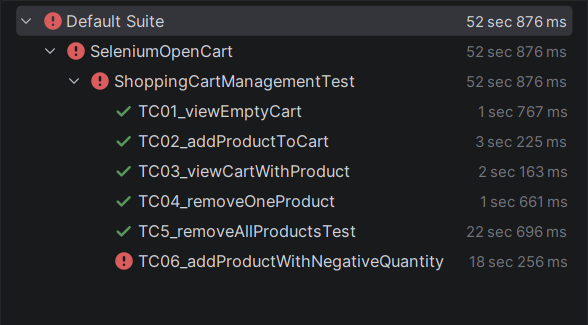 Default Suite 52 sec 876 ms
SeleniumOpenCart 52 sec 876 ms
ShoppingCartManagementTest 52 sec 876 ms
TC01_viewEmptyCart 1 sec 767 ms
TC02_addProductToCart 3 sec 225 ms
TC03_viewCartWithProduct 2 sec 163 ms
TC04_removeOneProduct 1 sec 661 ms
TC5_removeAllProductsTest 22 sec 696 ms
TC06_addProductWithNegativeQuantity 18 sec 256 ms